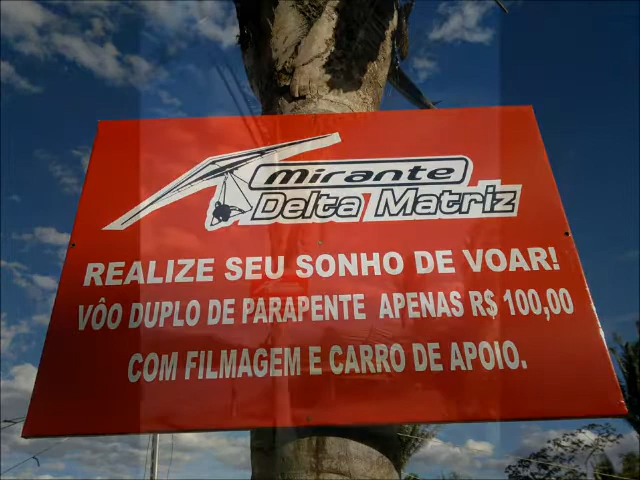 Mirante
Delta Matriz
REALIZE SEU SONHO DE VOAR!
VÔO DUPLO DE PARAPENTE APENAS R$ 100,00
COM FILMAGEM E CARRO DE APOIO.